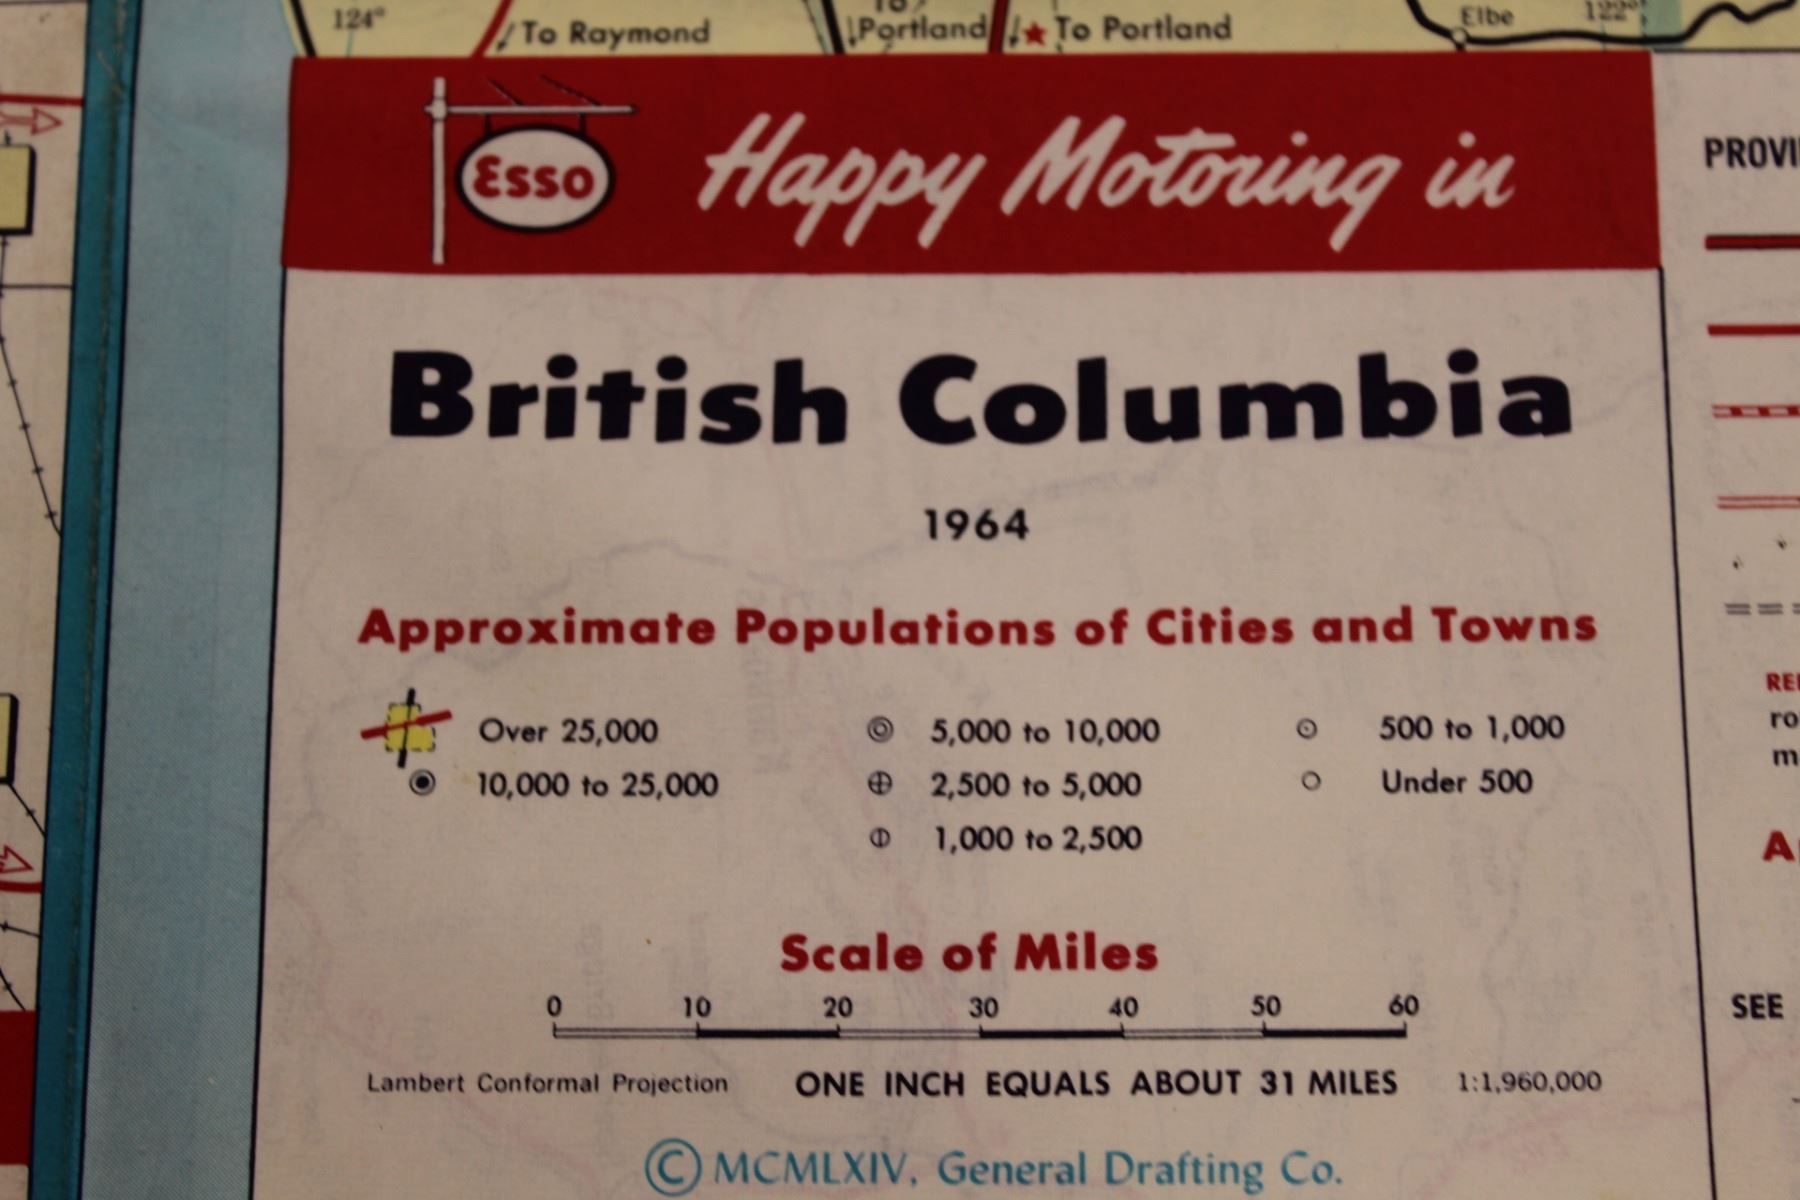 124°
To Raymond
To
Portland
To Portland
Elbe
122°
Esso
Happy Motoring in
British Columbia
1964
Approximate Populations of Cities and Towns
Over 25,000
10,000 to 25,000
5,000 to 10,000
2,500 to 5,000
1,000 to 2,500
500 to 1,000
Under 500
Scale of Miles
0 10 20 30 40 50 60
Lambert Conformal Projection ONE INCH EQUALS ABOUT 31 MILES 1:1,960,000
© MCMLXIV, General Drafting Co.
PROVI
SEE